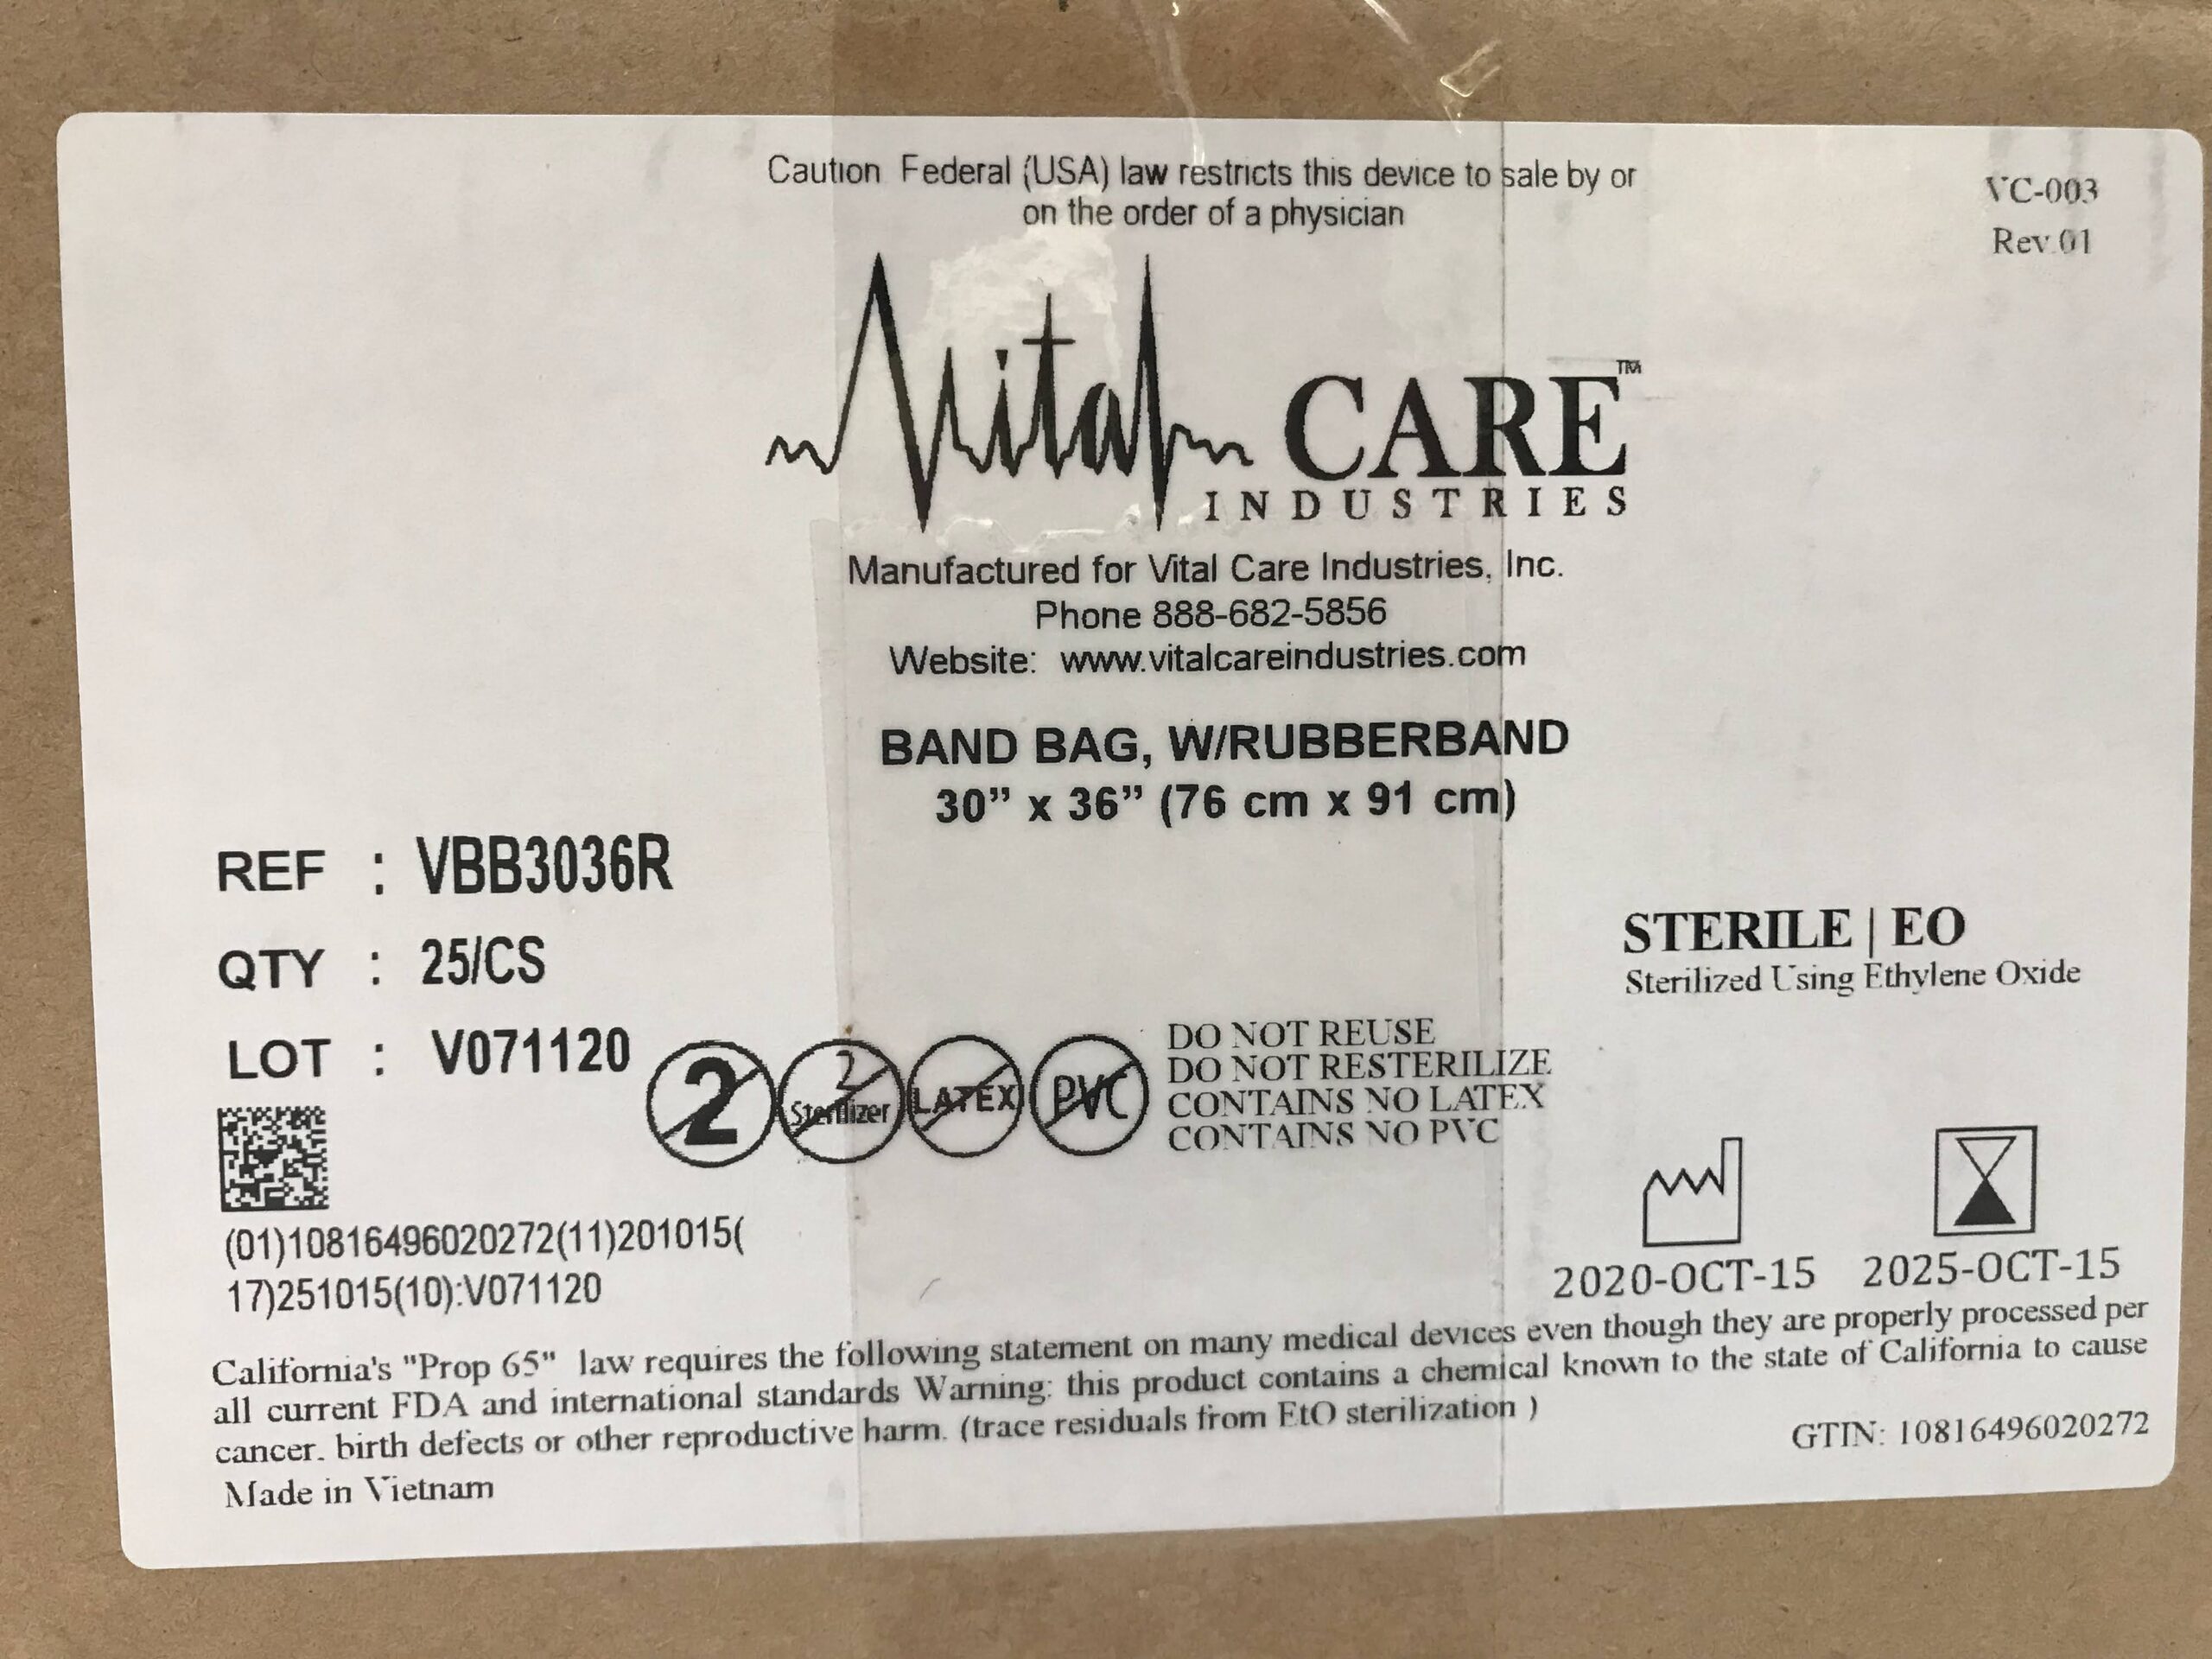 Caution Federal (USA) law restricts this device to sale by or
on the order of a physician
VC-003
Rev.01
Vital CARE™
INDUSTRIES
Manufactured for Vital Care Industries, Inc.
Phone 888-682-5856
Website: www.vitalcareindustries.com
BAND BAG, W/RUBBERBAND
30” x 36” (76 cm x 91 cm)
REF : VBB3036R
QTY : 25/CS
LOT : V071120
STERILE | EO
Sterilized Using Ethylene Oxide
2
2
Sterilizer
LATEX
PVC
DO NOT REUSE
DO NOT RESTERILIZE
CONTAINS NO LATEX
CONTAINS NO PVC
(01)10816496020272(11)201015(
17)251015(10):V071120
2020-OCT-15
2025-OCT-15
California's "Prop 65" law requires the following statement on many medical devices even though they are properly processed per
all current FDA and international standards Warning: this product contains a chemical known to the state of California to cause
cancer. birth defects or other reproductive harm. (trace residuals from EtO sterilization )
GTIN: 10816496020272
Made in Vietnam